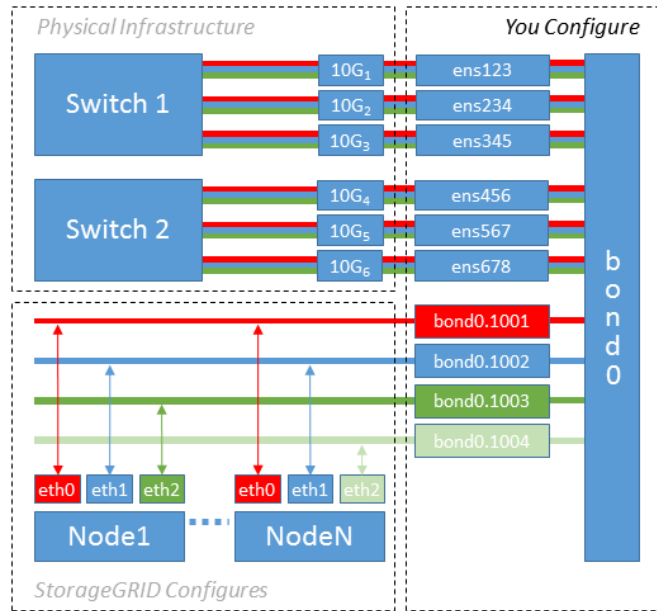 Physical Infrastructure
You Configure
Switch 1
10G1
ens123
10G2
ens234
10G3
ens345
Switch 2
10G4
ens456
10G5
ens567
10G6
ens678
bond0
bond0.1001
bond0.1002
bond0.1003
bond0.1004
eth0 eth1 eth2
eth0 eth1 eth2
Node1
NodeN
StorageGRID Configures